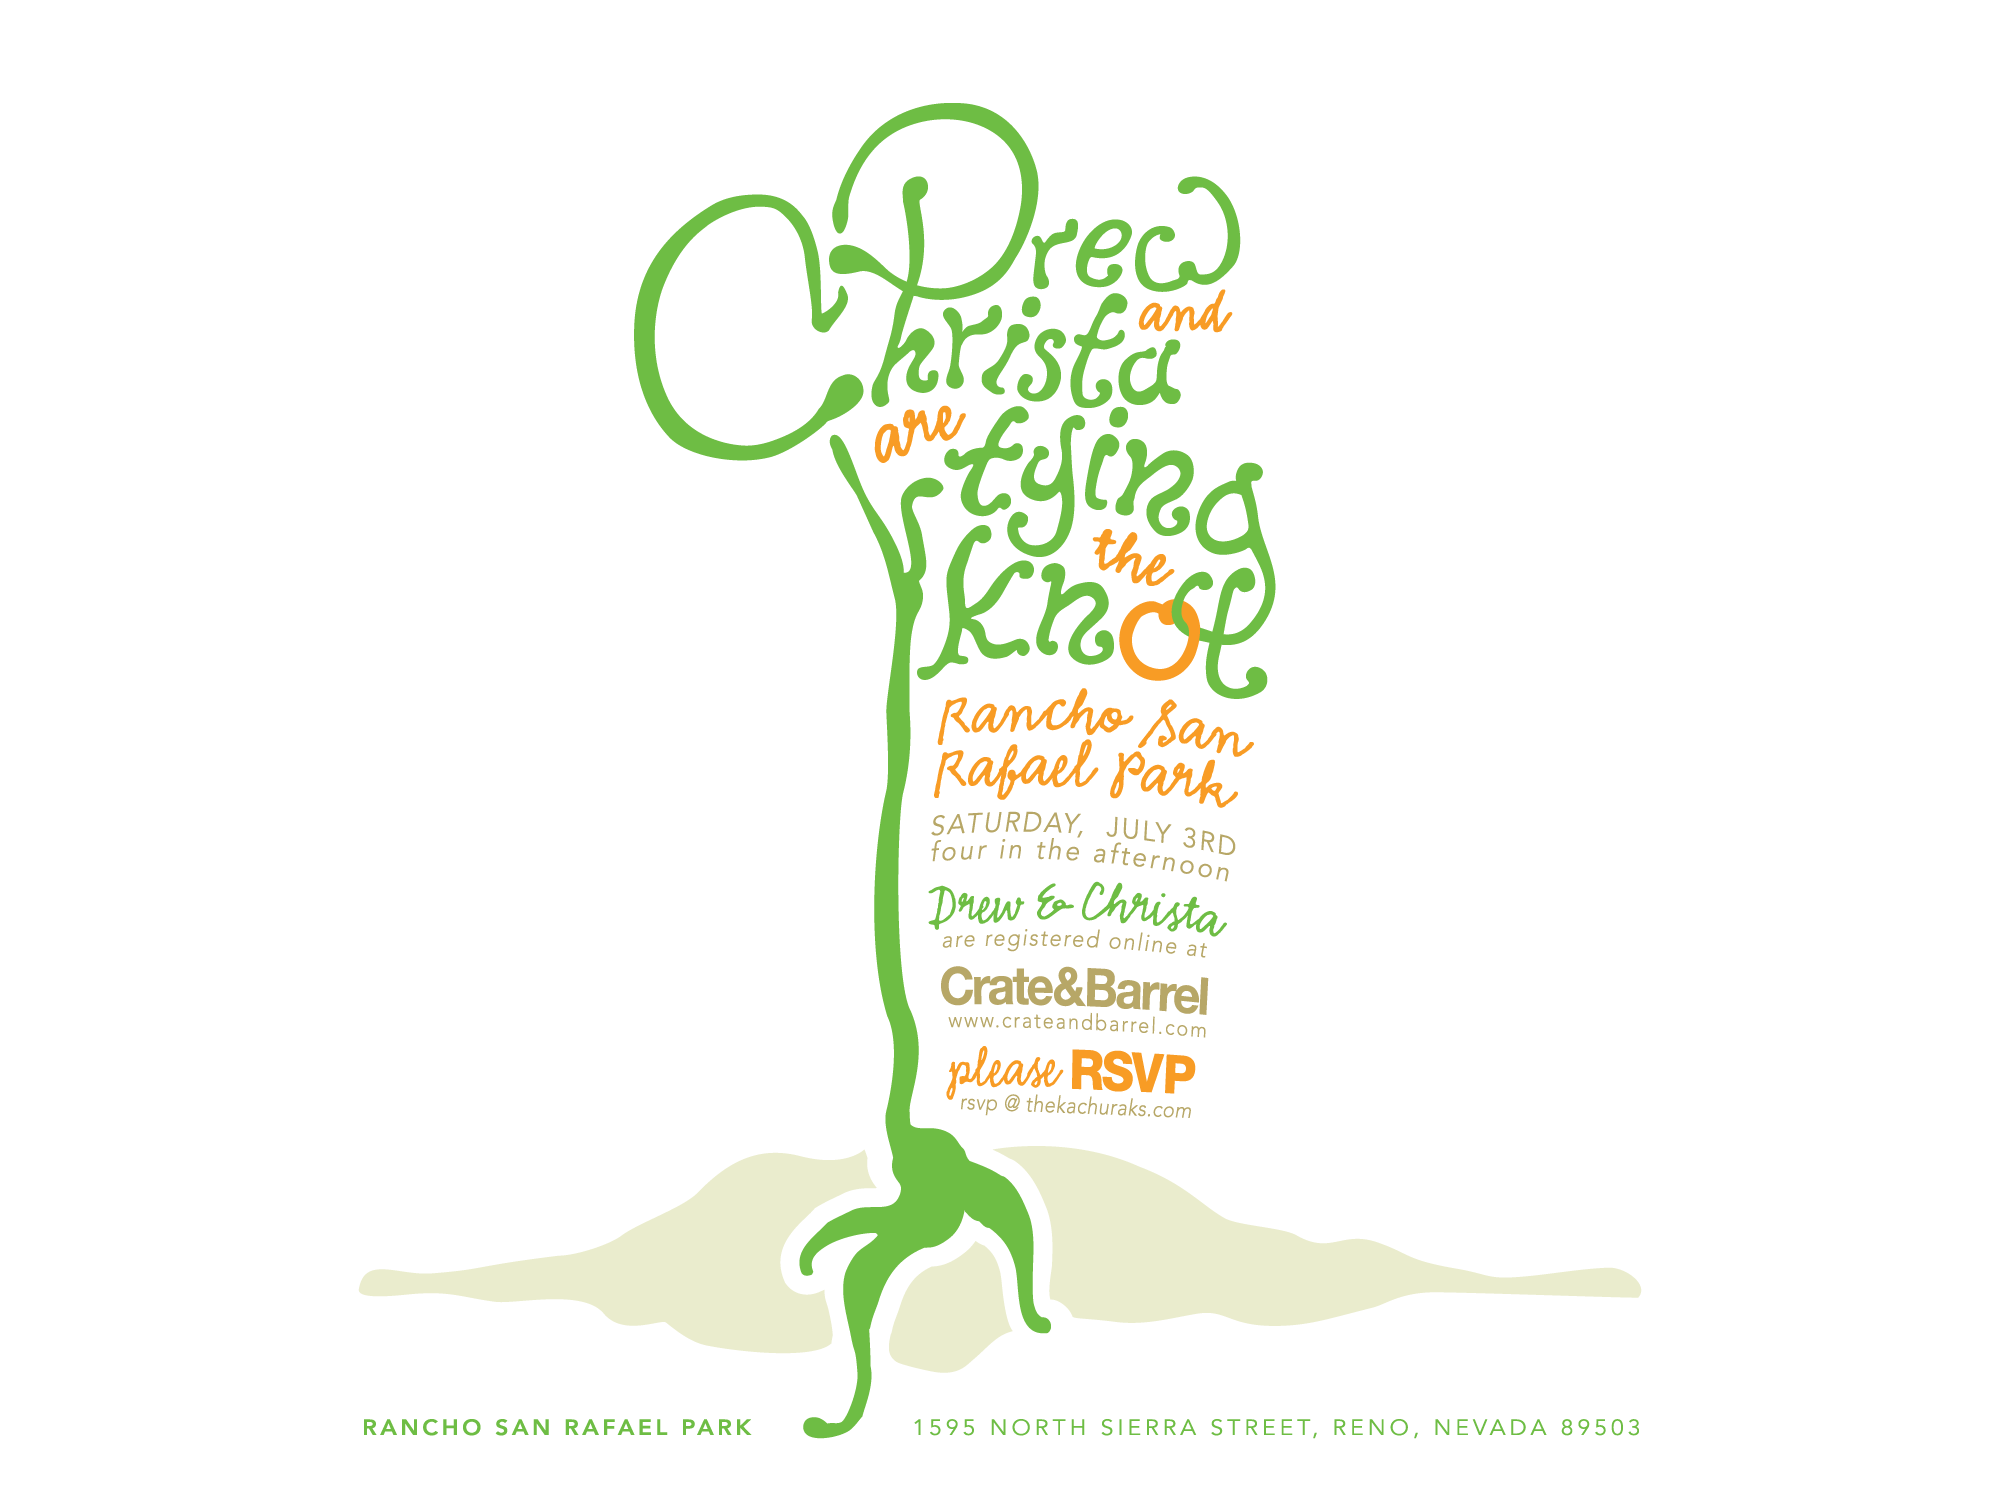 Drew
and
Christa
are
tying
the
knot
Rancho San
Rafael Park
SATURDAY, JULY 3RD
four in the afternoon
Drew & Christa
are registered online at
Crate&Barrel
www.crateandbarrel.com
please RSVP
rsvp @ thekachuraks.com
RANCHO SAN RAFAEL PARK
1595 NORTH SIERRA STREET, RENO, NEVADA 89503